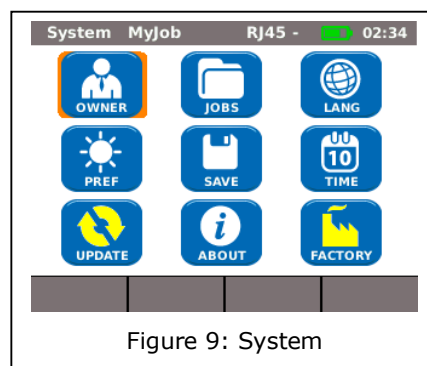 System MyJob RJ45 - 02:34
OWNER JOBS LANG
PREF SAVE 10 TIME
UPDATE i ABOUT FACTORY
Figure 9: System